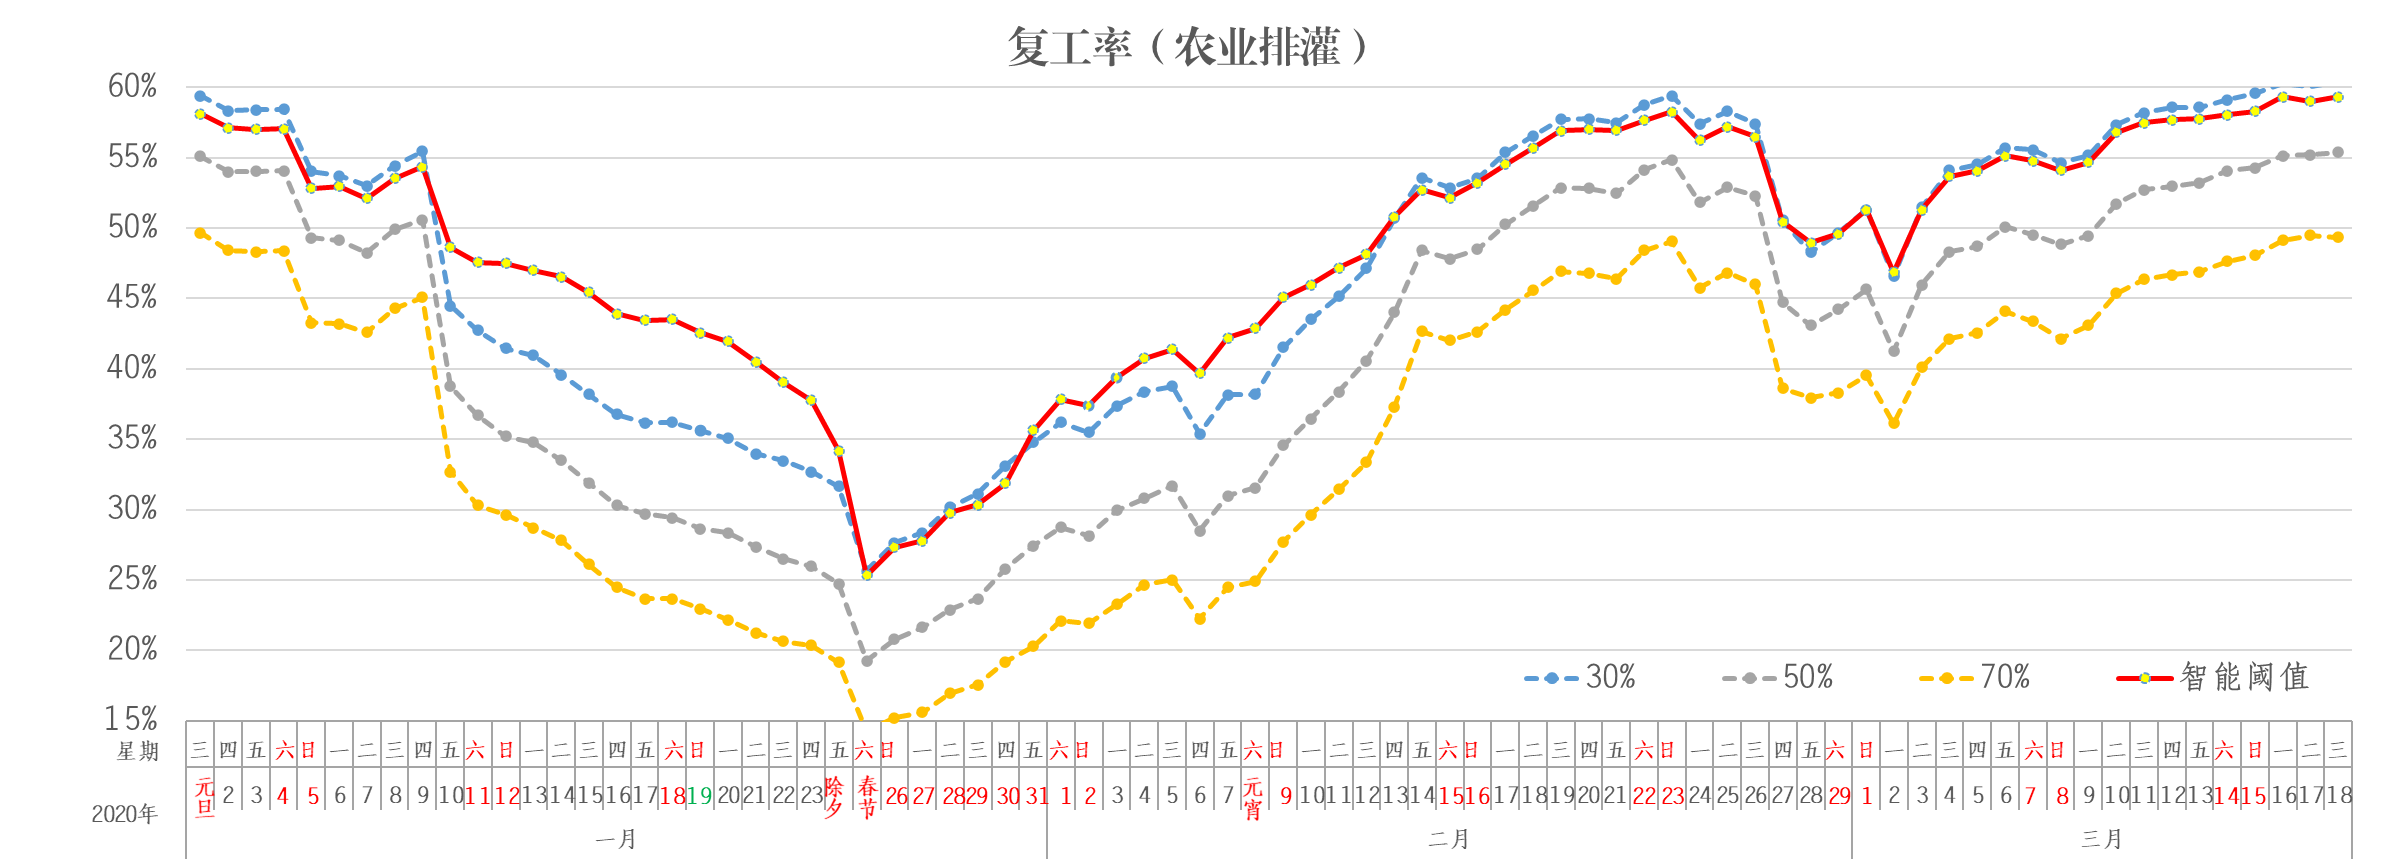 复工率（农业排灌）
60%
55%
50%
45%
40%
35%
30%
25%
20%
15%
30% 50% 70% 智能阈值
星期 三 四 五 六 日 一 二 三 四 五 六 日 一 二 三 四 五 六 日 一 二 三 四 五 六 日 一 二 三 四 五 六 日 一 二 三 四 五 六 日 一 二 三 四 五 六 日 一 二 三 四 五 六 日 一 二 三 四 五 六 日 一 二 三 四 五 六 日 一 二 三 四 五 六 日 一 二 三
2020年 元旦 2 3 4 5 6 7 8 9 10 11 12 13 14 15 16 17 18 19 20 21 22 23 除夕 春节 26 27 28 29 30 31 1 2 3 4 5 6 7 元宵 9 10 11 12 13 14 15 16 17 18 19 20 21 22 23 24 25 26 27 28 29 1 2 3 4 5 6 7 8 9 10 11 12 13 14 15 16 17 18
一月 二月 三月